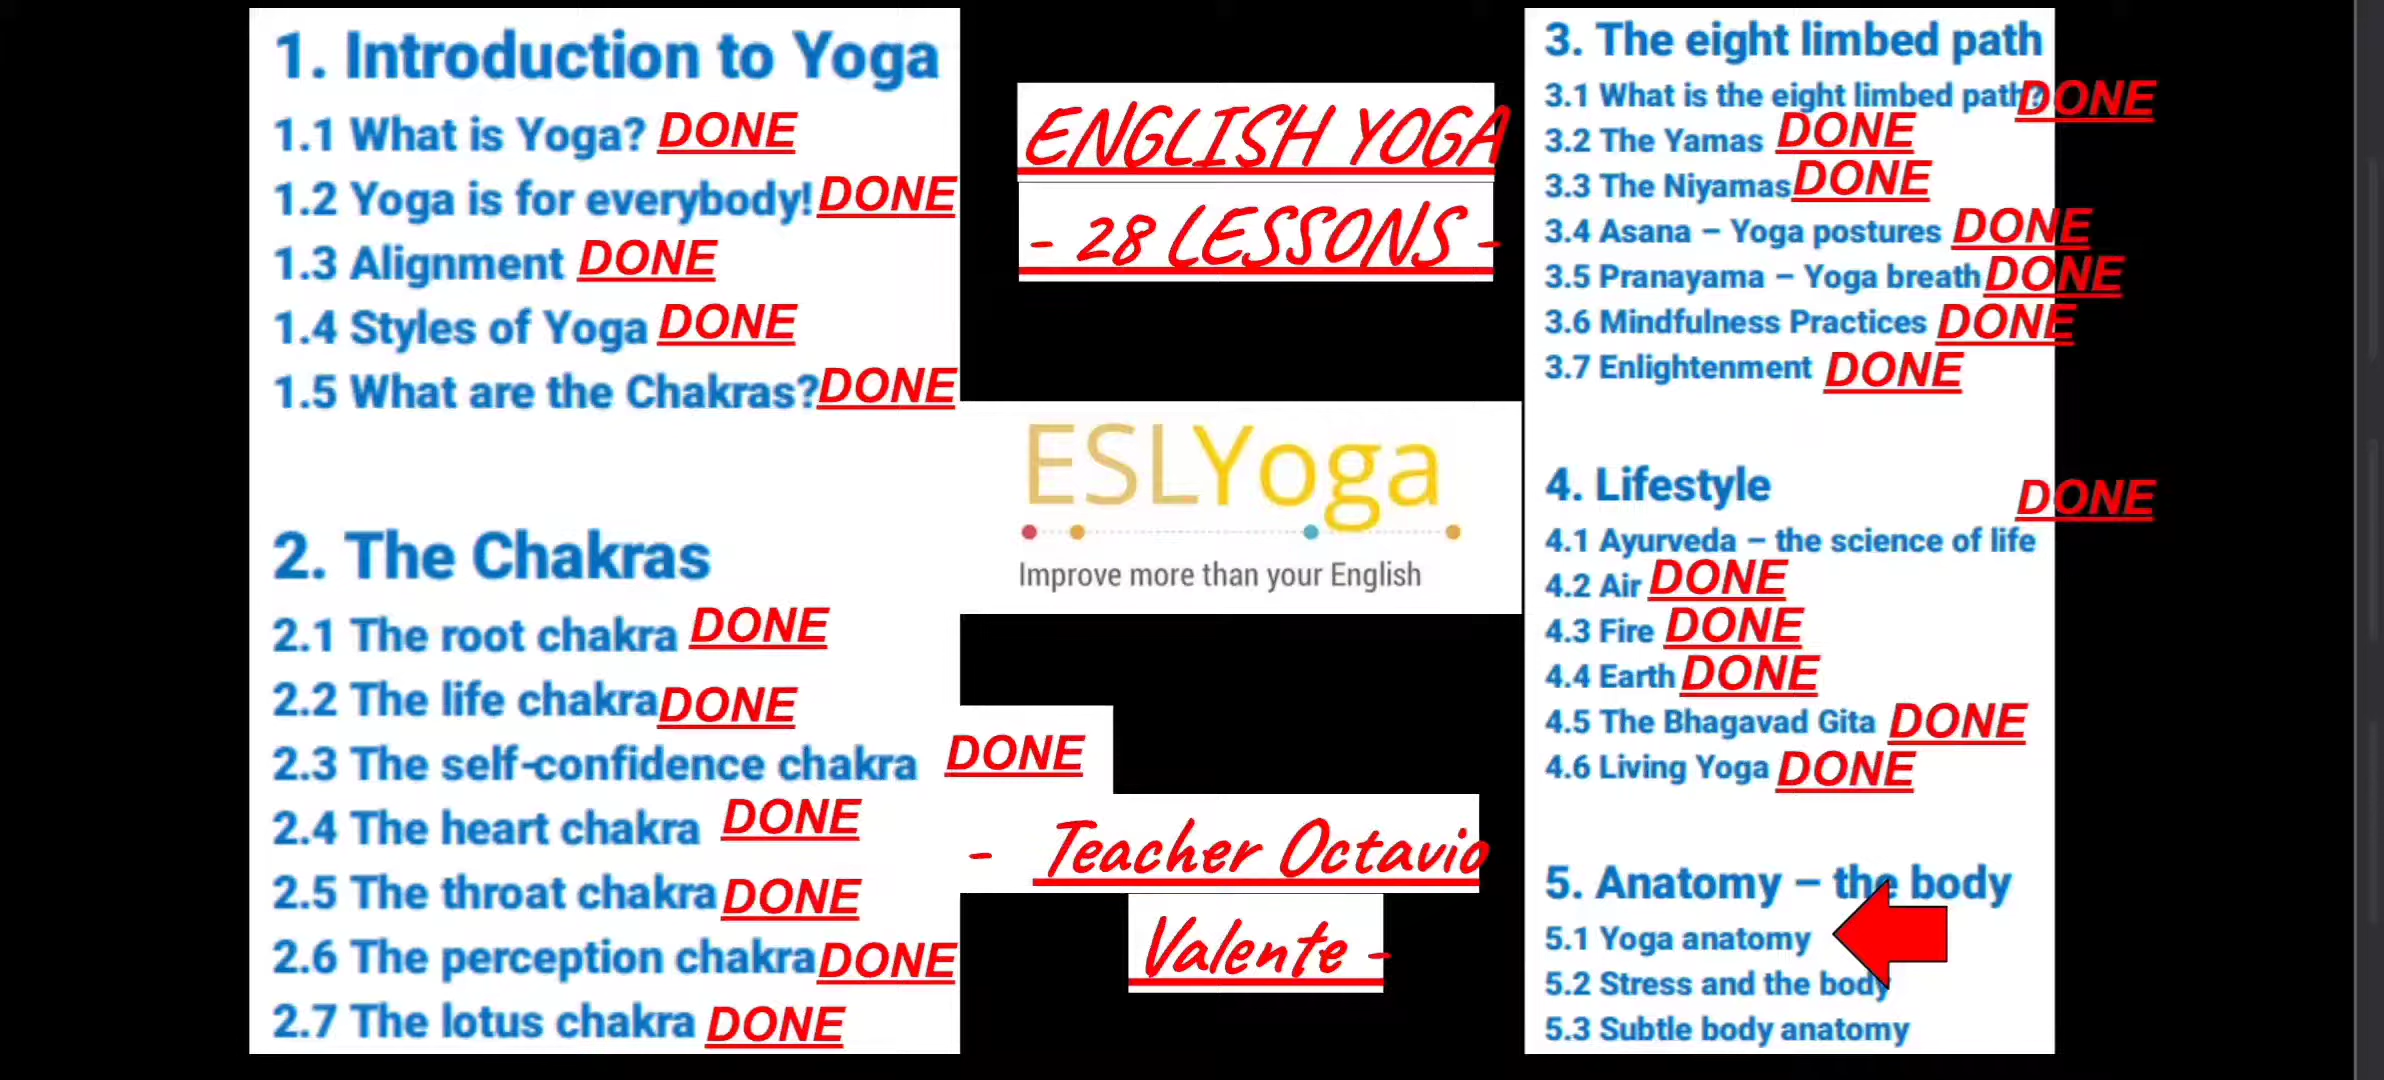 1. Introduction to Yoga
1.1 What is Yoga? DONE
1.2 Yoga is for everybody! DONE
1.3 Alignment DONE
1.4 Styles of Yoga DONE
1.5 What are the Chakras? DONE
2. The Chakras
2.1 The root chakra DONE
2.2 The life chakra DONE
2.3 The self-confidence chakra DONE
2.4 The heart chakra DONE
2.5 The throat chakra DONE
2.6 The perception chakra DONE
2.7 The lotus chakra DONE
ENGLISH YOGA
- 28 LESSONS -
ESLYoga
Improve more than your English
- Teacher Octavio
Valente -
3. The eight limbed path
3.1 What is the eight limbed path? DONE
3.2 The Yamas DONE
3.3 The Niyamas DONE
3.4 Asana – Yoga postures DONE
3.5 Pranayama – Yoga breath DONE
3.6 Mindfulness Practices DONE
3.7 Enlightenment DONE
4. Lifestyle
DONE
4.1 Ayurveda – the science of life
4.2 Air DONE
4.3 Fire DONE
4.4 Earth DONE
4.5 The Bhagavad Gita DONE
4.6 Living Yoga DONE
5. Anatomy – the body
5.1 Yoga anatomy
5.2 Stress and the body
5.3 Subtle body anatomy